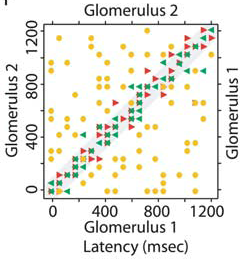 Glomerulus 2
1200
800
400
0
Glomerulus 2
Glomerulus 1
0 400 800 1200
Glomerulus 1
Latency (msec)